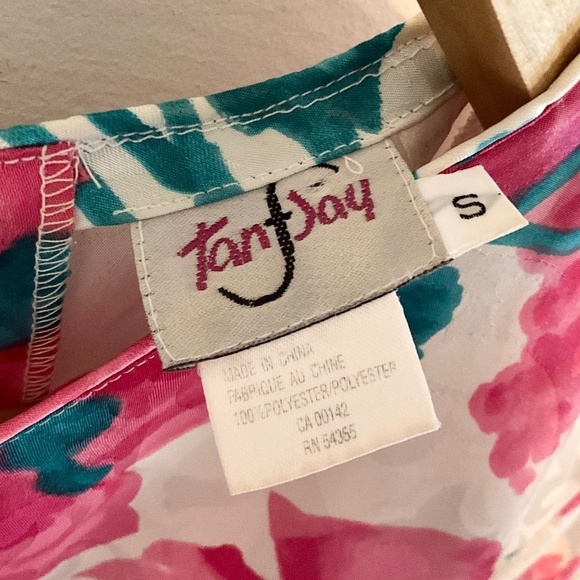 TanJay
S
MADE IN CHINA
FABRIQUE AU CHINE
100%POLYESTER/POLYESTER
CA 00142
RN 54365